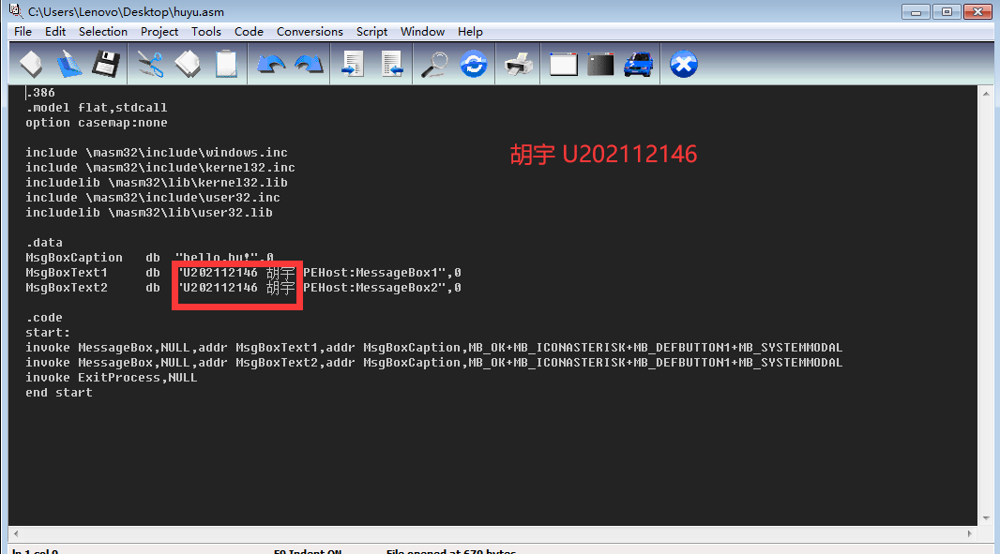 C:\Users\Lenovo\Desktop\huyu.asm
File Edit Selection Project Tools Code Conversions Script Window Help
.386
.model flat,stdcall
option casemap:none
胡宇 U202112146
include \masm32\include\windows.inc
include \masm32\include\kernel32.inc
includelib \masm32\lib\kernel32.lib
include \masm32\include\user32.inc
includelib \masm32\lib\user32.lib
.data
MsgBoxCaption db "hello,hu!",0
MsgBoxText1 db "U202112146 胡宇 PEHost:MessageBox1",0
MsgBoxText2 db "U202112146 胡宇 PEHost:MessageBox2",0
.code
start:
invoke MessageBox,NULL,addr MsgBoxText1,addr MsgBoxCaption,MB_OK+MB_ICONASTERISK+MB_DEFBUTTON1+MB_SYSTEMMODAL
invoke MessageBox,NULL,addr MsgBoxText2,addr MsgBoxCaption,MB_OK+MB_ICONASTERISK+MB_DEFBUTTON1+MB_SYSTEMMODAL
invoke ExitProcess,NULL
end start
ln 1 col 0 F9 Indent ON File opened at 670 bytes